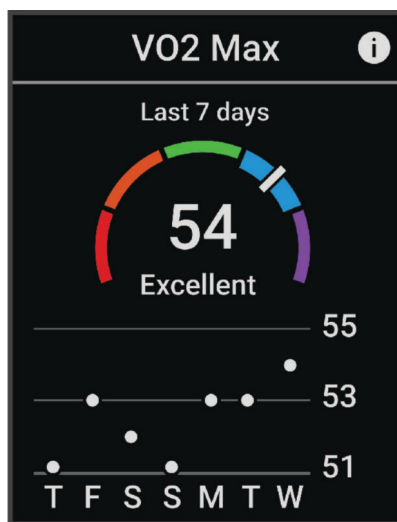 VO2 Max i
Last 7 days
54
Excellent
55
53
51
T F S S M T W